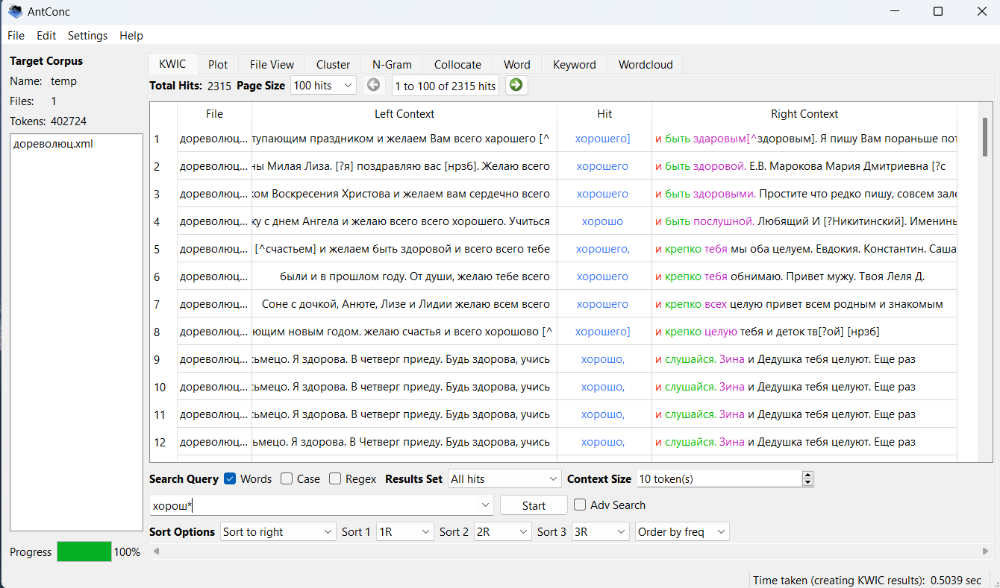 AntConc
File Edit Settings Help
Target Corpus
Name: temp
Files: 1
Tokens: 402724
дореволюц.xml
Progress 100%
KWIC Plot File View Cluster N-Gram Collocate Word Keyword Wordcloud
Total Hits: 2315 Page Size 100 hits 1 to 100 of 2315 hits
File Left Context Hit Right Context
1 дореволюц... тупающим праздником и желаем Вам всего харошего [^ хорошего] и быть здаровым[^здоровым]. Я пишу Вам пораньше пот
2 дореволюц... ны Милая Лиза. [?я] поздравляю вас [нрзб]. Желаю всего хорошего и быть здоровой. Е.В. Марокова Мария Дмитриевна [?с
3 дореволюц... ком Воскресения Христова и желаем вам сердечно всего хорошего и быть здоровыми. Простите что редко пишу, совсем зале
4 дореволюц... ку с днем Ангела и желаю всего всего хорошего. Учиться хорошо и быть послушной. Любящий И [?Никитинский]. Именинь
5 дореволюц... [^счастьем] и желаем быть здоровой и всего всего тебе хорошего, и крепко тебя мы оба целуем. Евдокия. Константин. Саша
6 дореволюц... были и в прошлом году. От души, желаю тебе всего хорошего и крепко тебя обнимаю. Привет мужу. Твоя Леля Д.
7 дореволюц... Соне с дочкой, Анюте, Лизе и Лидии желаю всем всего хорошего и крепко всех целую привет всем родным и знакомым
8 дореволюц... ющим новым годом. желаю счастья и всего хорошово [^ хорошего] и крепко целую тебя и деток тв[?ой] [нрзб]
9 дореволюц... ьмецо. Я здорова. В четверг приеду. Будь здорова, учись хорошо, и слушайся. Зина и Дедушка тебя целуют. Еще раз
10 дореволюц... ьмецо. Я здорова. В четверг приеду. Будь здорова, учись хорошо, и слушайся. Зина и Дедушка тебя целуют. Еще раз
11 дореволюц... ьмецо. Я здорова. В четверг приеду. Будь здорова, учись хорошо, и слушайся. Зина и Дедушка тебя целуют. Еще раз
12 дореволюц... ьмецо. Я здорова. В Четверг приеду. Будь здорова, учись хорошо, и слушайся. Зина и Дедушка тебя целуют. Еще раз
Search Query Words Case Regex Results Set All hits Context Size 10 token(s)
хорош* Start Adv Search
Sort Options Sort to right Sort 1 1R Sort 2 2R Sort 3 3R Order by freq
Time taken (creating KWIC results): 0.5039 sec